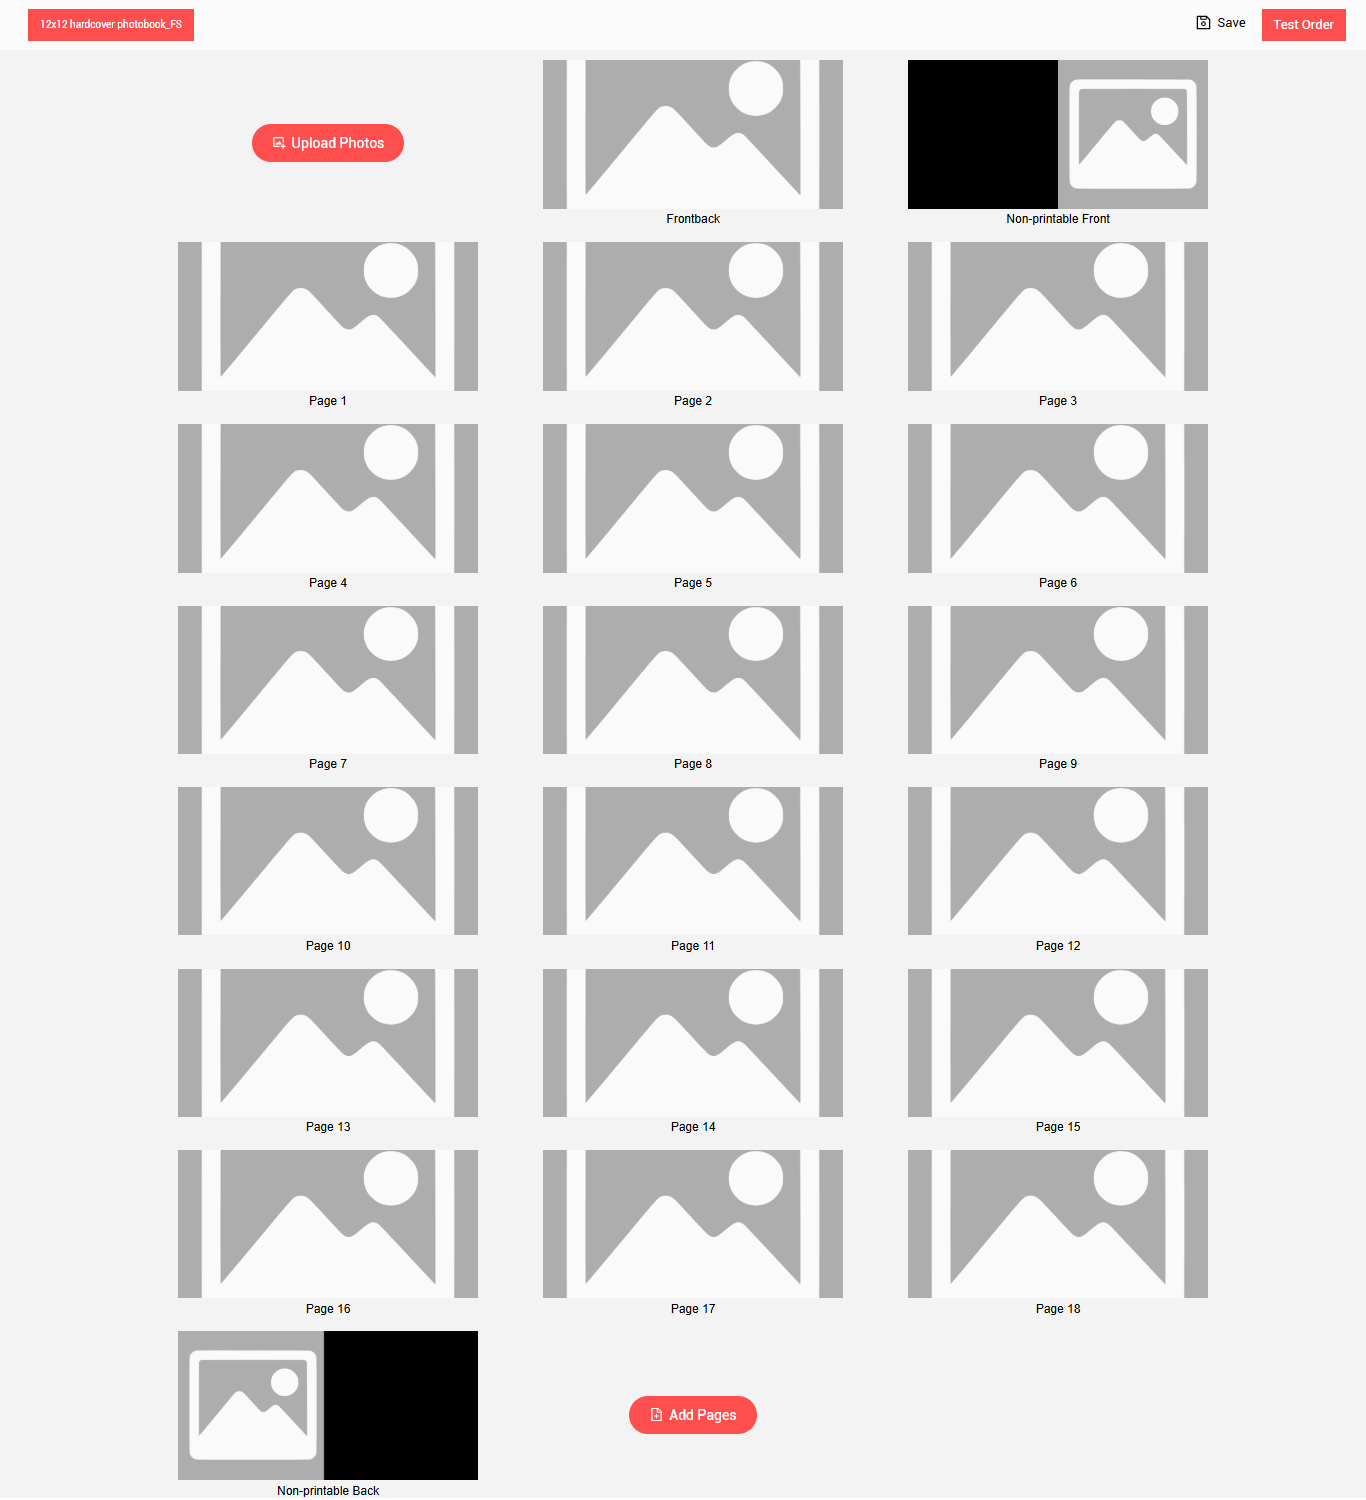 12x12 hardcover photobook_FS
Save
Test Order
Upload Photos
Frontback
Non-printable Front
Page 1
Page 2
Page 3
Page 4
Page 5
Page 6
Page 7
Page 8
Page 9
Page 10
Page 11
Page 12
Page 13
Page 14
Page 15
Page 16
Page 17
Page 18
Add Pages
Non-printable Back